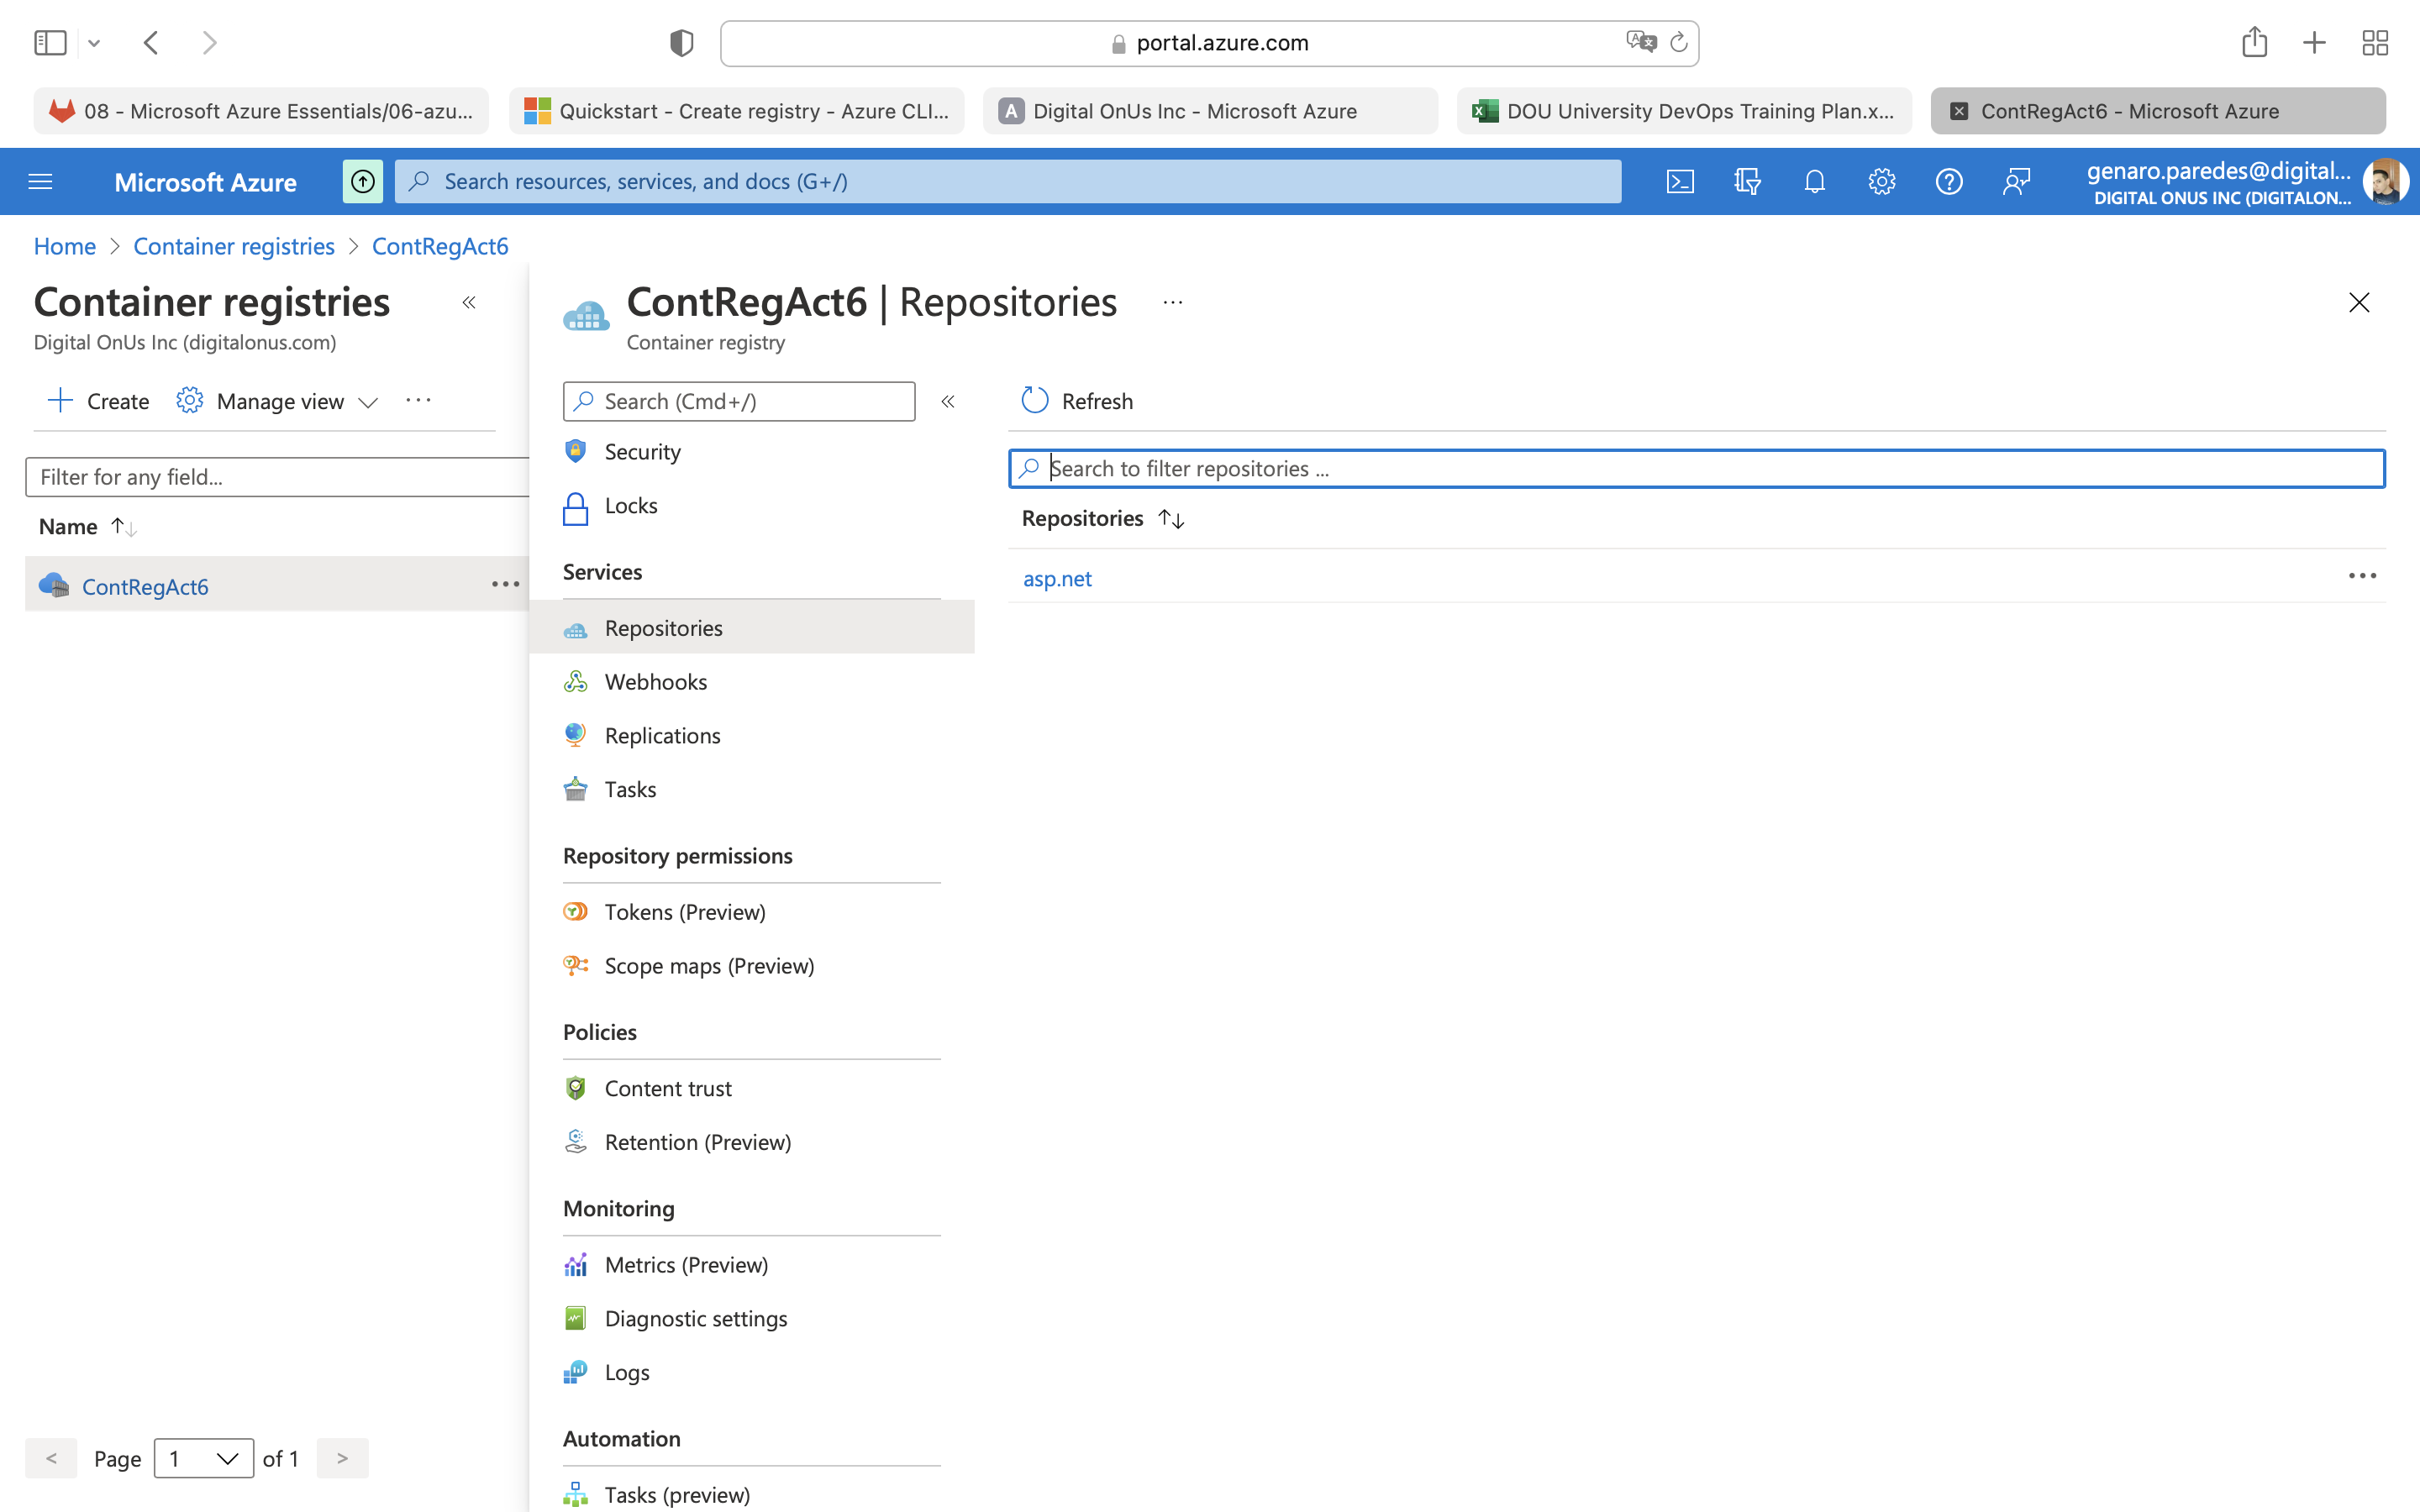 portal.azure.com
08 - Microsoft Azure Essentials/06-azu...
Quickstart - Create registry - Azure CLI...
A Digital OnUs Inc - Microsoft Azure
DOU University DevOps Training Plan.x...
ContRegAct6 - Microsoft Azure
Microsoft Azure
Search resources, services, and docs (G+/)
genaro.paredes@digital...
DIGITAL ONUS INC (DIGITALON...
Home > Container registries > ContRegAct6
Container registries
Digital OnUs Inc (digitalonus.com)
Create
Manage view
Filter for any field...
Name
ContRegAct6
< Page 1 of 1 >
ContRegAct6 | Repositories
Container registry
Search (Cmd+/)
Security
Locks
Services
Repositories
Webhooks
Replications
Tasks
Repository permissions
Tokens (Preview)
Scope maps (Preview)
Policies
Content trust
Retention (Preview)
Monitoring
Metrics (Preview)
Diagnostic settings
Logs
Automation
Tasks (preview)
Refresh
Search to filter repositories ...
Repositories
asp.net